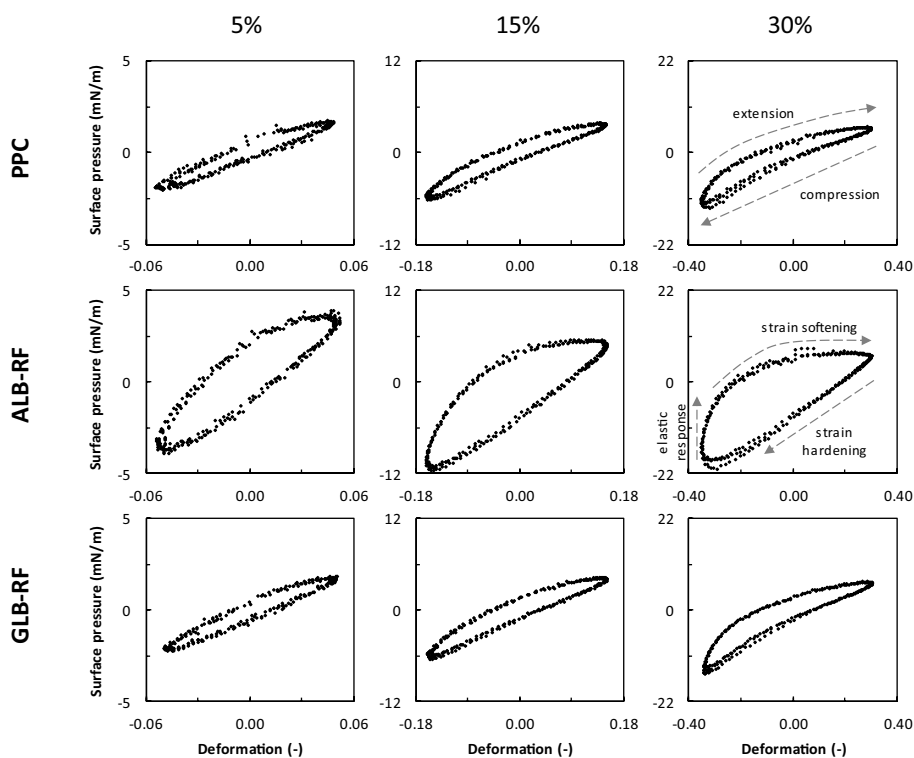 5% 15% 30%
PPC
Surface pressure (mN/m)
5
0
-5
-0.06 0.00 0.06
12
0
-12
-0.18 0.00 0.18
22
0
-22
-0.40 0.00 0.40
extension
compression
ALB-RF
Surface pressure (mN/m)
5
0
-5
-0.06 0.00 0.06
12
0
-12
-0.18 0.00 0.18
22
0
-22
-0.40 0.00 0.40
strain softening
elastic
response
strain
hardening
GLB-RF
Surface pressure (mN/m)
5
0
-5
-0.06 0.00 0.06
Deformation (-)
12
0
-12
-0.18 0.00 0.18
Deformation (-)
22
0
-22
-0.40 0.00 0.40
Deformation (-)